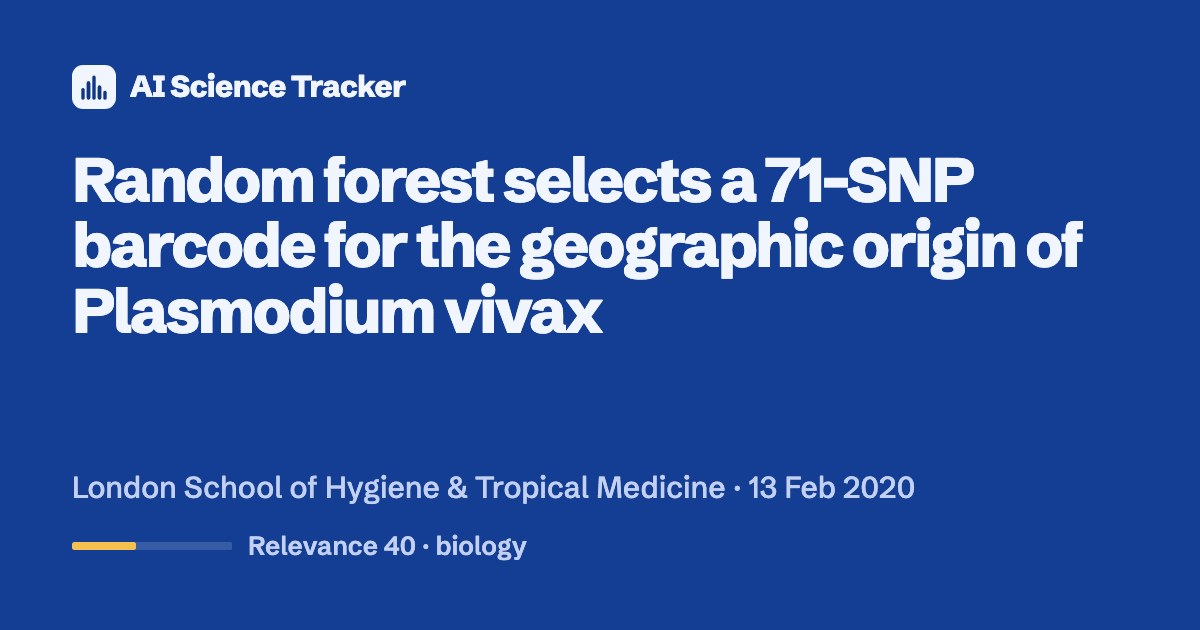 AI Science Tracker
Random forest selects a 71-SNP
barcode for the geographic origin of
Plasmodium vivax
London School of Hygiene & Tropical Medicine · 13 Feb 2020
Relevance 40 · biology